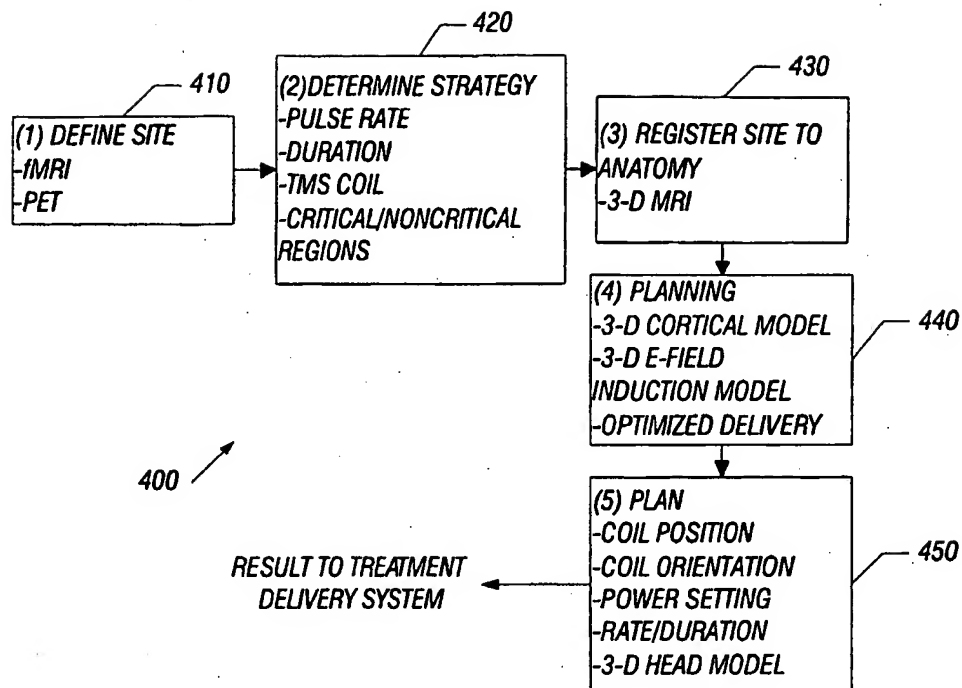 410
(1) DEFINE SITE
-fMRI
-PET
420
(2)DETERMINE STRATEGY
-PULSE RATE
-DURATION
-TMS COIL
-CRITICAL/NONCRITICAL
REGIONS
430
(3) REGISTER SITE TO
ANATOMY
-3-D MRI
440
(4) PLANNING
-3-D CORTICAL MODEL
-3-D E-FIELD
INDUCTION MODEL
-OPTIMIZED DELIVERY
450
(5) PLAN
-COIL POSITION
-COIL ORIENTATION
-POWER SETTING
-RATE/DURATION
-3-D HEAD MODEL
400
RESULT TO TREATMENT
DELIVERY SYSTEM